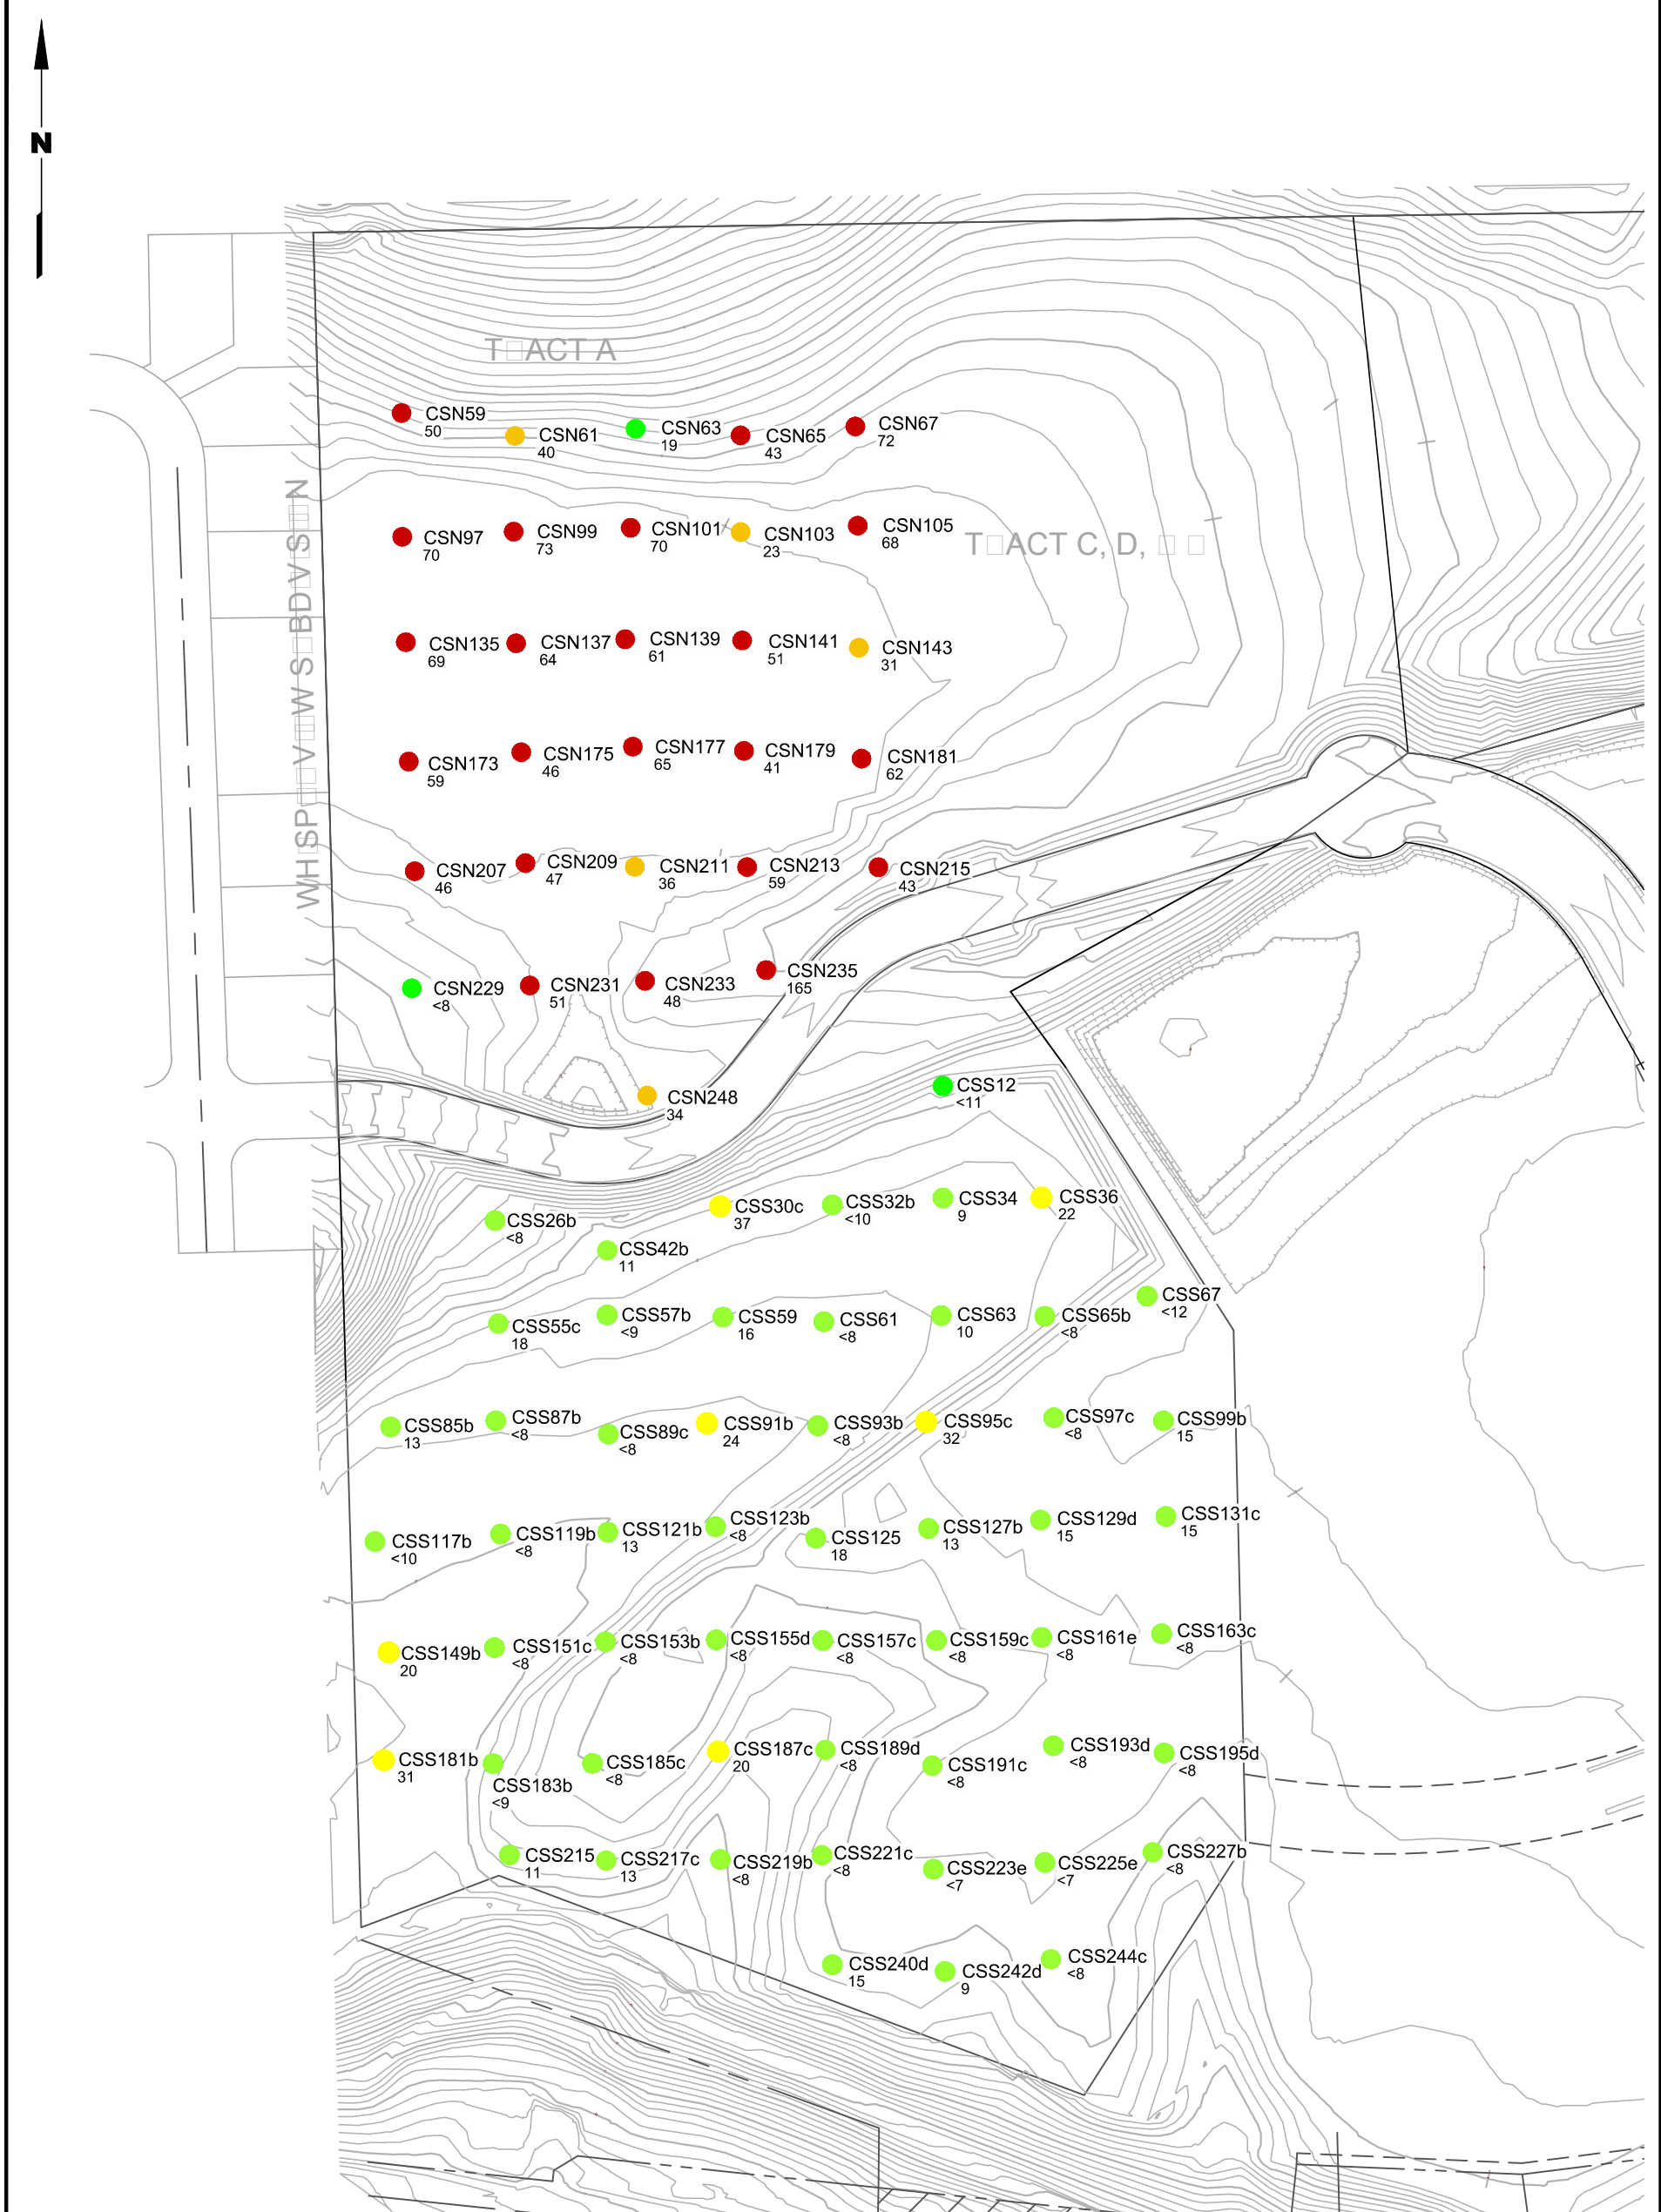 N
T□ACT A
CSN59
50
CSN61
40
CSN63
19
CSN65
43
CSN67
72
CSN97
70
CSN99
73
CSN101
70
CSN103
23
CSN105
68
T□ACT C, D, □ □
CSN135
69
CSN137
64
CSN139
61
CSN141
51
CSN143
31
CSN173
59
CSN175
46
CSN177
65
CSN179
41
CSN181
62
CSN207
46
CSN209
47
CSN211
36
CSN213
59
CSN215
43
CSN229
<8
CSN231
51
CSN233
48
CSN235
165
CSN248
34
CSS12
<11
CSS26b
<8
CSS30c
37
CSS32b
<10
CSS34
9
CSS36
22
CSS42b
11
CSS55c
18
CSS57b
<9
CSS59
16
CSS61
<8
CSS63
10
CSS65b
<8
CSS67
<12
CSS85b
13
CSS87b
<8
CSS89c
<8
CSS91b
24
CSS93b
<8
CSS95c
32
CSS97c
<8
CSS99b
15
CSS117b
<10
CSS119b
<8
CSS121b
13
CSS123b
<8
CSS125
18
CSS127b
13
CSS129d
15
CSS131c
15
CSS149b
20
CSS151c
<8
CSS153b
<8
CSS155d
<8
CSS157c
<8
CSS159c
<8
CSS161e
<8
CSS163c
<8
CSS181b
31
CSS183b
<9
CSS185c
<8
CSS187c
20
CSS189d
<8
CSS191c
<8
CSS193d
<8
CSS195d
<8
CSS215
11
CSS217c
13
CSS219b
<8
CSS221c
<8
CSS223e
<7
CSS225e
<7
CSS227b
<8
CSS240d
15
CSS242d
9
CSS244c
<8